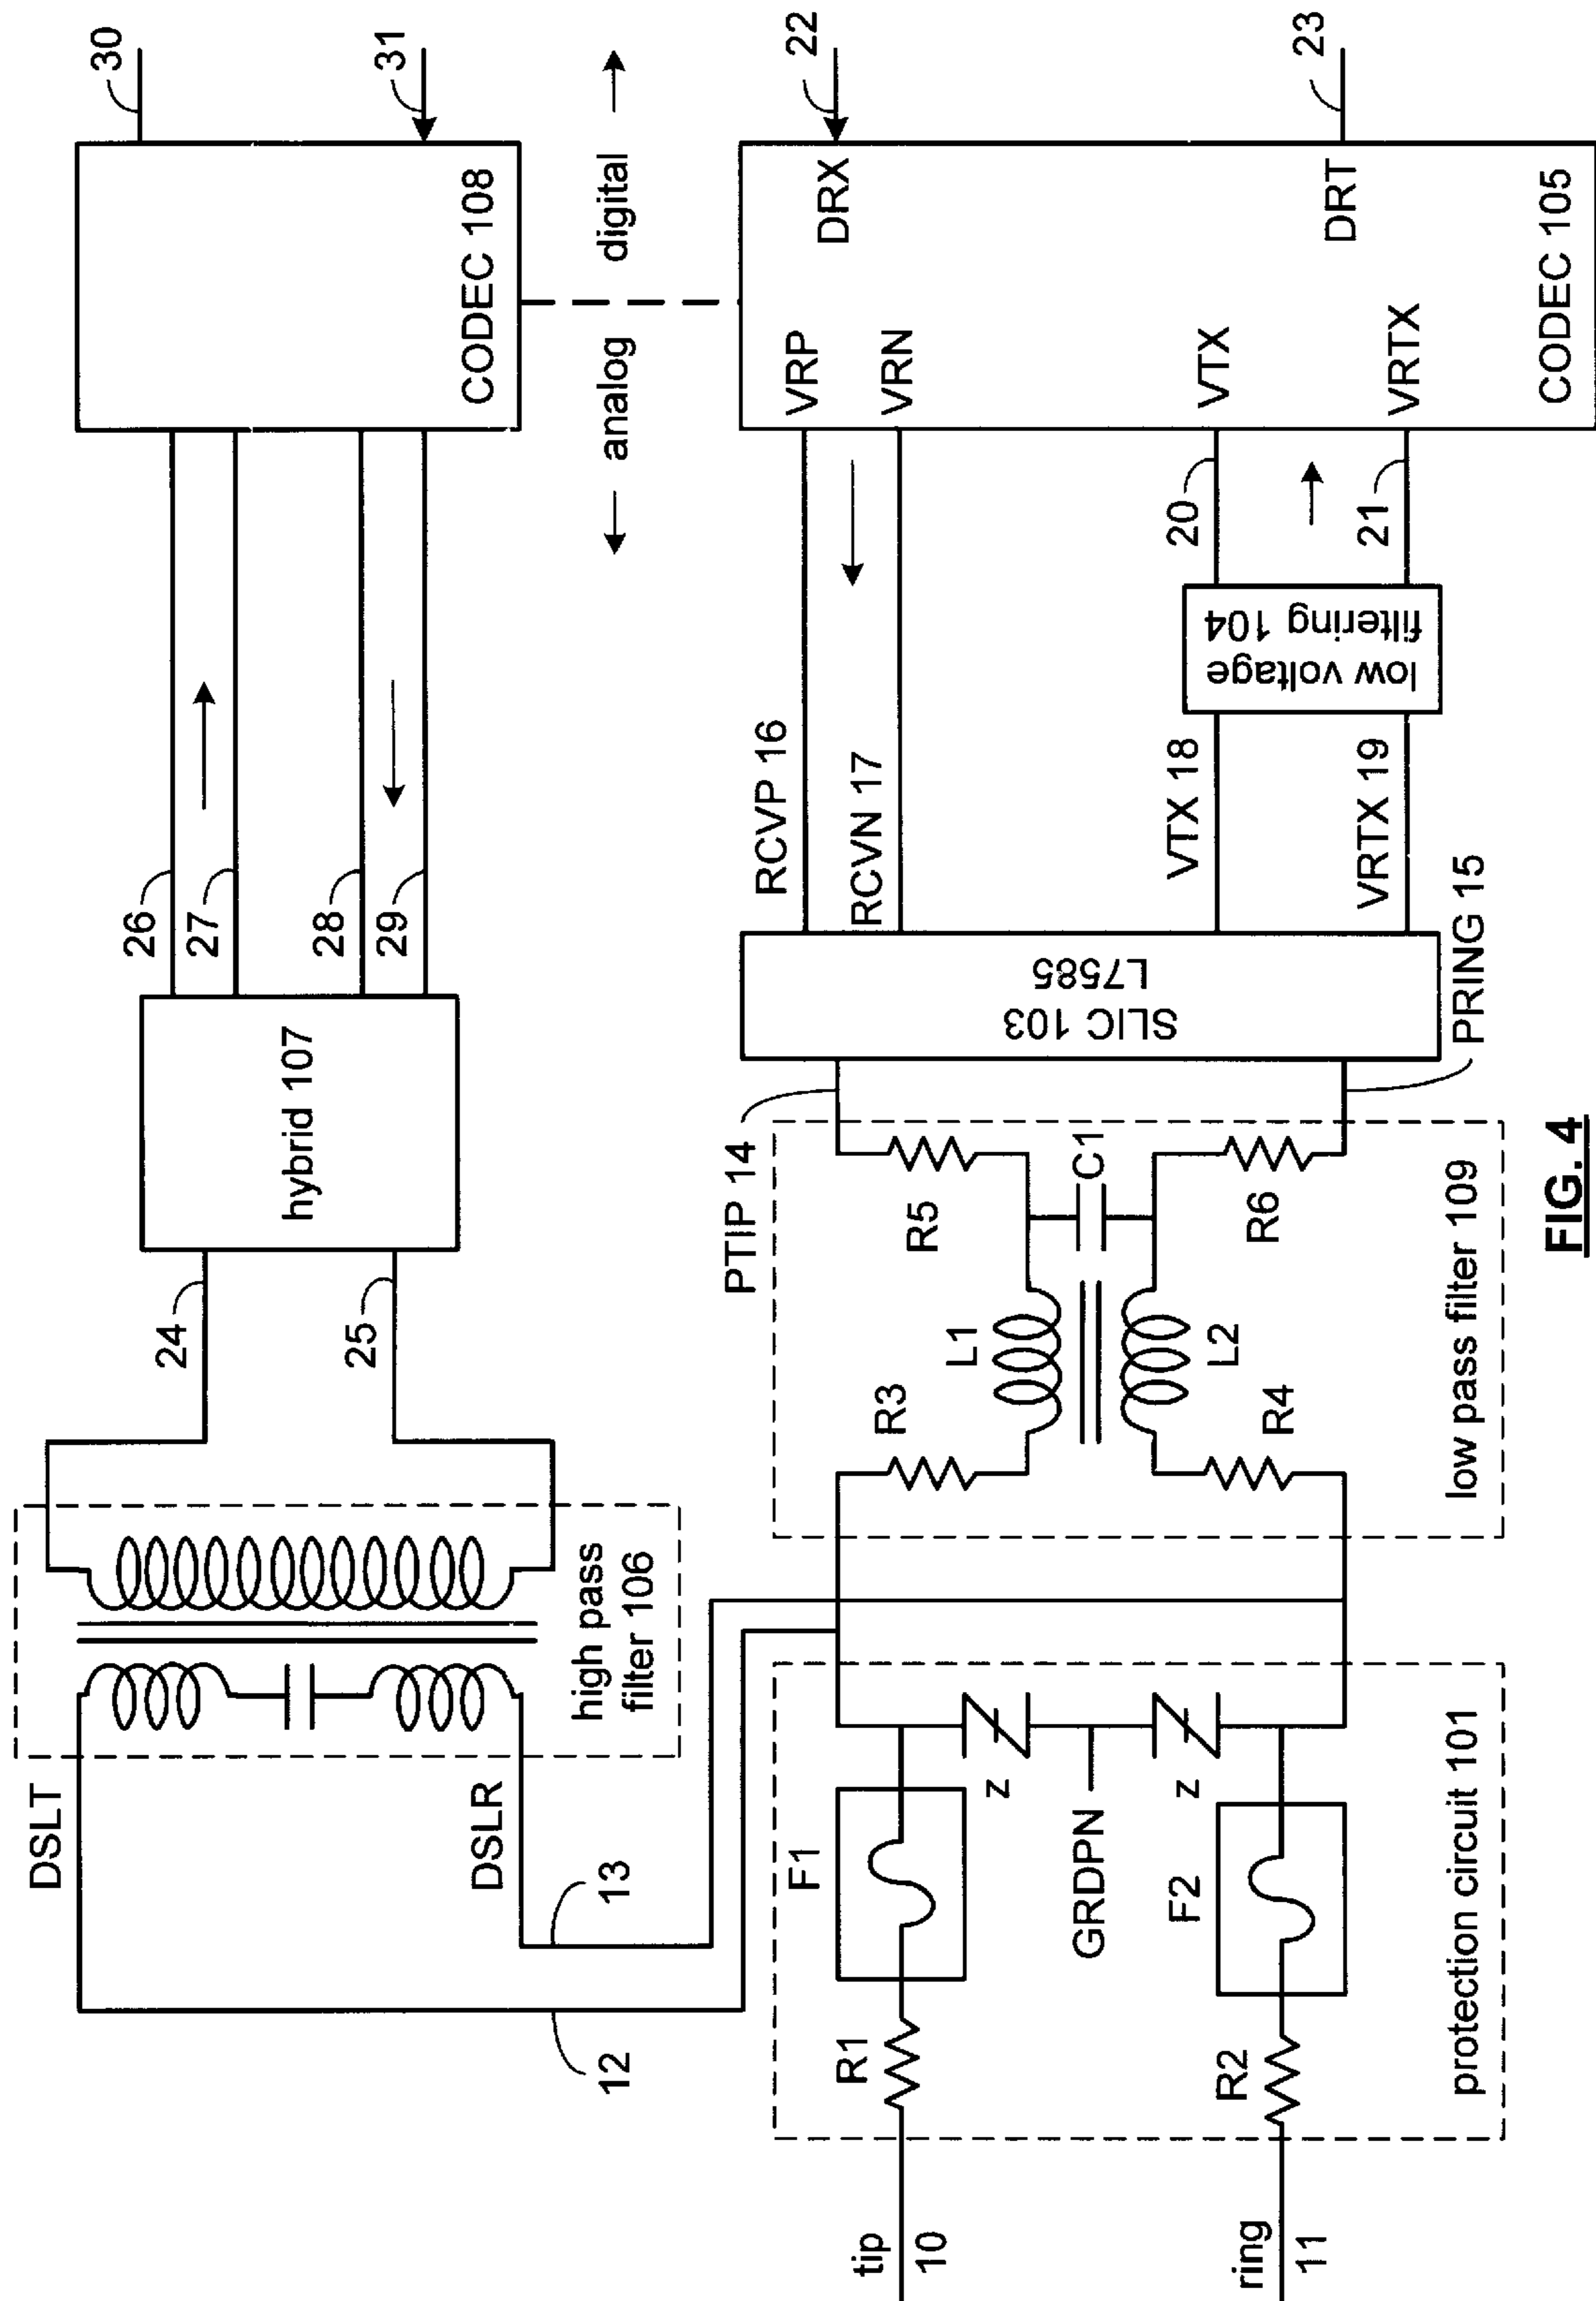 DSLT
DSLR
12
13
high pass
filter 106
24
25
hybrid 107
26
27
28
29
CODEC 108
30
31
analog
digital
tip
10
ring
11
R1
R2
F1
F2
GRDPN
z
z
protection circuit 101
R3
R4
L1
L2
R5
C1
R6
low pass filter 109
PTIP 14
PRING 15
SLIC 103
L7585
RCVP 16
RCVN 17
VTX 18
VRTX 19
low voltage
filtering 104
20
21
VRP
VRN
VTX
VRTX
DRX
DRT
CODEC 105
22
23
FIG. 4